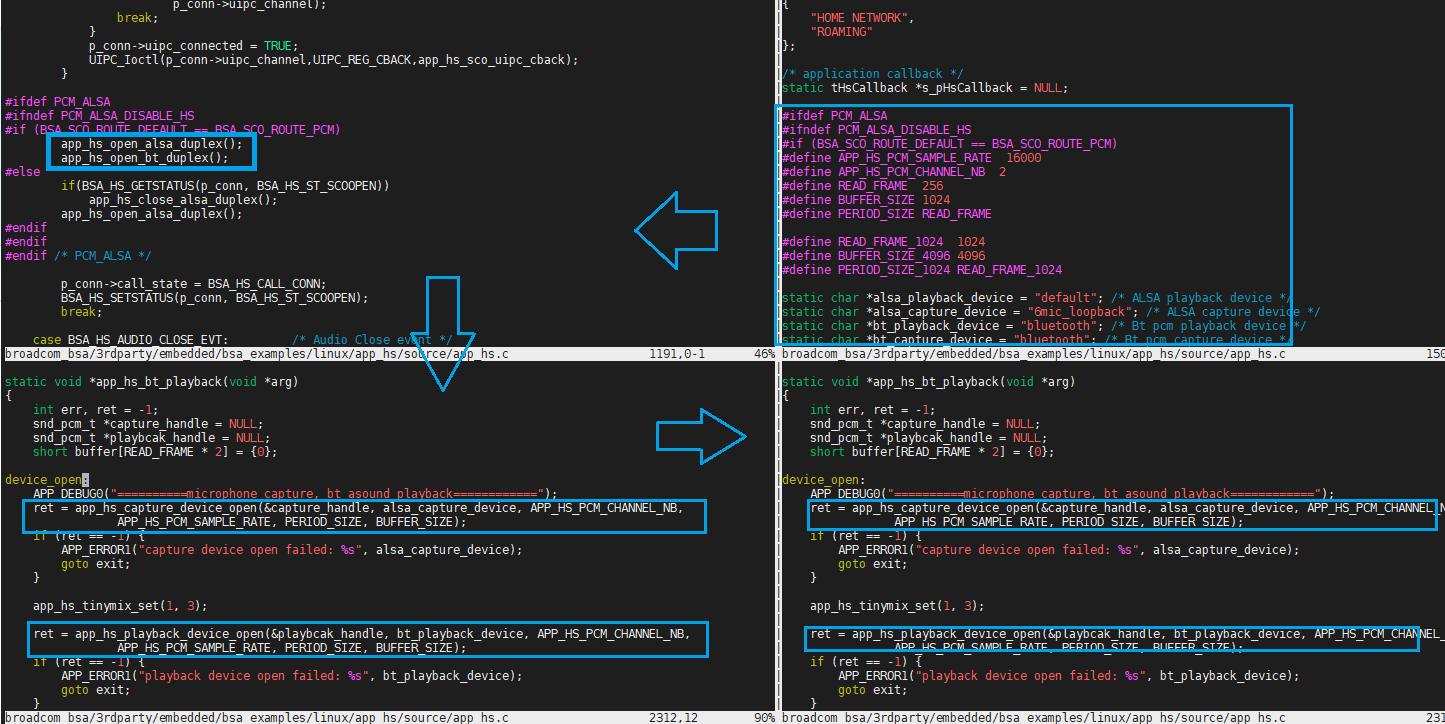 p_conn->uipc_channel);
break;
}
p_conn->uipc_connected = TRUE;
UIPC_Ioctl(p_conn->uipc_channel,UIPC_REG_CBACK,app_hs_sco_uipc_cback);
}
#ifdef PCM_ALSA
#ifndef PCM_ALSA_DISABLE_HS
#if (BSA_SCO_ROUTE_DEFAULT == BSA_SCO_ROUTE_PCM)
app_hs_open_alsa_duplex();
app_hs_open_bt_duplex();
#else
if(BSA_HS_GETSTATUS(p_conn, BSA_HS_ST_SCOOPEN))
app_hs_close_alsa_duplex();
app_hs_open_alsa_duplex();
#endif
#endif
#endif /* PCM_ALSA */
p_conn->call_state = BSA_HS_CALL_CONN;
BSA_HS_SETSTATUS(p_conn, BSA_HS_ST_SCOOPEN);
break;
case BSA_HS_AUDIO_CLOSE_EVT: /* Audio Close event */
broadcom_bsa/3rdparty/embedded/bsa_examples/linux/app_hs/source/app_hs.c 1191,0-1 46%
{
"HOME NETWORK",
"ROAMING"
};
/* application callback */
static tHsCallback *s_pHsCallback = NULL;
#ifdef PCM_ALSA
#ifndef PCM_ALSA_DISABLE_HS
#if (BSA_SCO_ROUTE_DEFAULT == BSA_SCO_ROUTE_PCM)
#define APP_HS_PCM_SAMPLE_RATE 16000
#define APP_HS_PCM_CHANNEL_NB 2
#define READ_FRAME 256
#define BUFFER_SIZE 1024
#define PERIOD_SIZE READ_FRAME
#define READ_FRAME_1024 1024
#define BUFFER_SIZE_4096 4096
#define PERIOD_SIZE_1024 READ_FRAME_1024
static char *alsa_playback_device = "default"; /* ALSA playback device */
static char *alsa_capture_device = "6mic_loopback"; /* ALSA capture device */
static char *bt_playback_device = "bluetooth"; /* Bt pcm playback device */
static char *bt_capture_device = "bluetooth"; /* Bt pcm capture device */
broadcom_bsa/3rdparty/embedded/bsa_examples/linux/app_hs/source/app_hs.c 150
static void *app_hs_bt_playback(void *arg)
{
int err, ret = -1;
snd_pcm_t *capture_handle = NULL;
snd_pcm_t *playbcak_handle = NULL;
short buffer[READ_FRAME * 2] = {0};
device_open:
APP_DEBUG0("==========microphone capture, bt asound playback============");
ret = app_hs_capture_device_open(&capture_handle, alsa_capture_device, APP_HS_PCM_CHANNEL_NB,
APP_HS_PCM_SAMPLE_RATE, PERIOD_SIZE, BUFFER_SIZE);
if (ret == -1) {
APP_ERROR1("capture device open failed: %s", alsa_capture_device);
goto exit;
}
app_hs_tinymix_set(1, 3);
ret = app_hs_playback_device_open(&playbcak_handle, bt_playback_device, APP_HS_PCM_CHANNEL_NB,
APP_HS_PCM_SAMPLE_RATE, PERIOD_SIZE, BUFFER_SIZE);
if (ret == -1) {
APP_ERROR1("playback device open failed: %s", bt_playback_device);
goto exit;
}
broadcom_bsa/3rdparty/embedded/bsa_examples/linux/app_hs/source/app_hs.c 2312,12 90%
static void *app_hs_bt_playback(void *arg)
{
int err, ret = -1;
snd_pcm_t *capture_handle = NULL;
snd_pcm_t *playbcak_handle = NULL;
short buffer[READ_FRAME * 2] = {0};
device_open:
APP_DEBUG0("==========microphone capture, bt asound playback============");
ret = app_hs_capture_device_open(&capture_handle, alsa_capture_device, APP_HS_PCM_CHANNEL_N
APP_HS_PCM_SAMPLE_RATE, PERIOD_SIZE, BUFFER_SIZE);
if (ret == -1) {
APP_ERROR1("capture device open failed: %s", alsa_capture_device);
goto exit;
}
app_hs_tinymix_set(1, 3);
ret = app_hs_playback_device_open(&playbcak_handle, bt_playback_device, APP_HS_PCM_CHANNEL_
APP_HS_PCM_SAMPLE_RATE, PERIOD_SIZE, BUFFER_SIZE);
if (ret == -1) {
APP_ERROR1("playback device open failed: %s", bt_playback_device);
goto exit;
}
broadcom_bsa/3rdparty/embedded/bsa_examples/linux/app_hs/source/app_hs.c 231